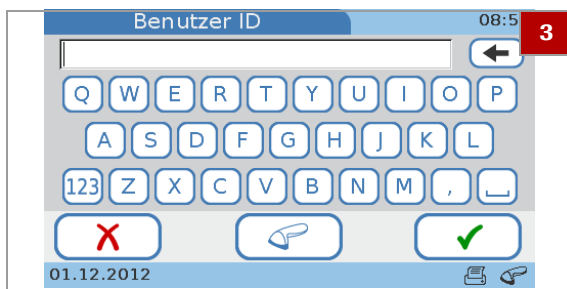 Benutzer ID 08:5
3
Q W E R T Y U I O P
A S D F G H J K L
123 Z X C V B N M ,
01.12.2012